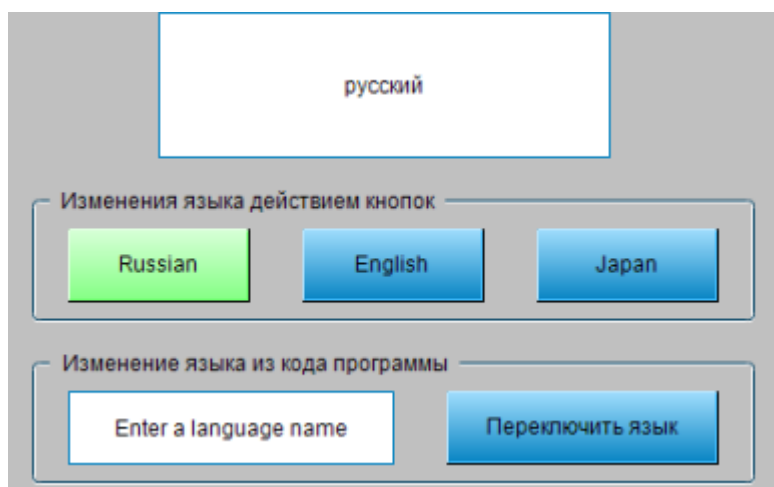 русский
Изменения языка действием кнопок
Russian English Japan
Изменение языка из кода программы
Enter a language name Переключить язык